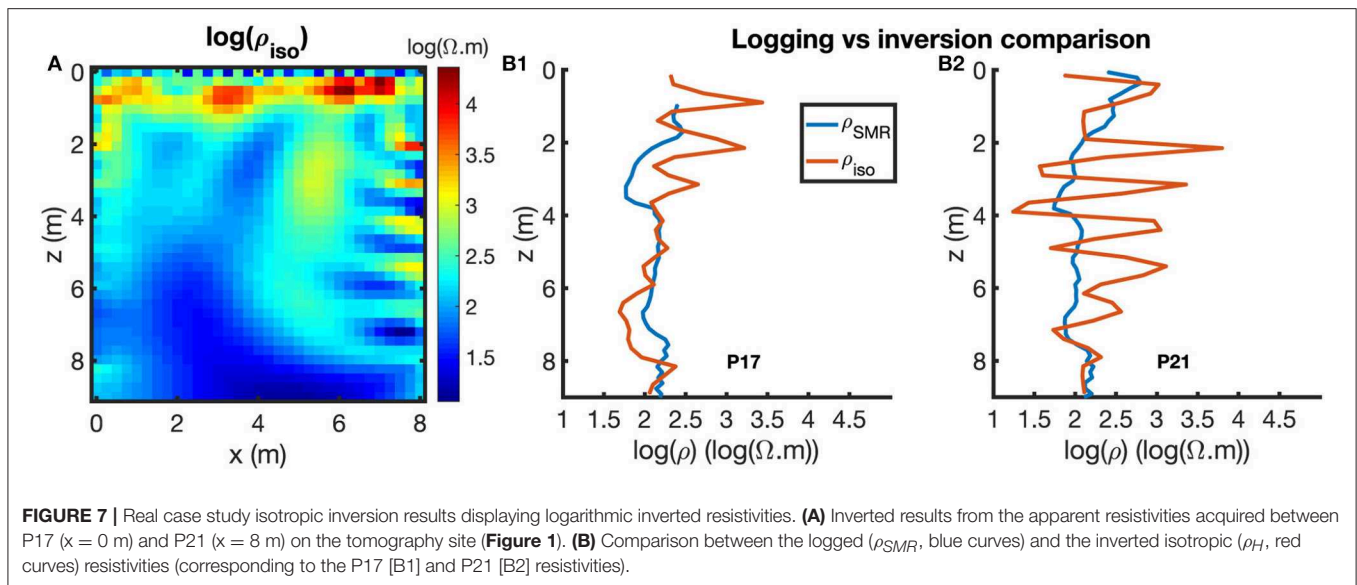 log(ρiso)
log(Ω.m)
A
0
2
4
6
8
z (m)
0
2
4
6
8
x (m)
4
3.5
3
2.5
2
1.5
Logging vs inversion comparison
B1
0
2
4
6
8
z (m)
ρSMR
ρiso
P17
1
1.5
2
2.5
3
3.5
4
4.5
log(ρ) (log(Ω.m))
B2
0
2
4
6
8
z (m)
P21
1
1.5
2
2.5
3
3.5
4
4.5
log(ρ) (log(Ω.m))
FIGURE 7 | Real case study isotropic inversion results displaying logarithmic inverted resistivities. (A) Inverted results from the apparent resistivities acquired between
P17 (x = 0 m) and P21 (x = 8 m) on the tomography site (Figure 1). (B) Comparison between the logged (ρSMR, blue curves) and the inverted isotropic (ρH, red
curves) resistivities (corresponding to the P17 [B1] and P21 [B2] resistivities).